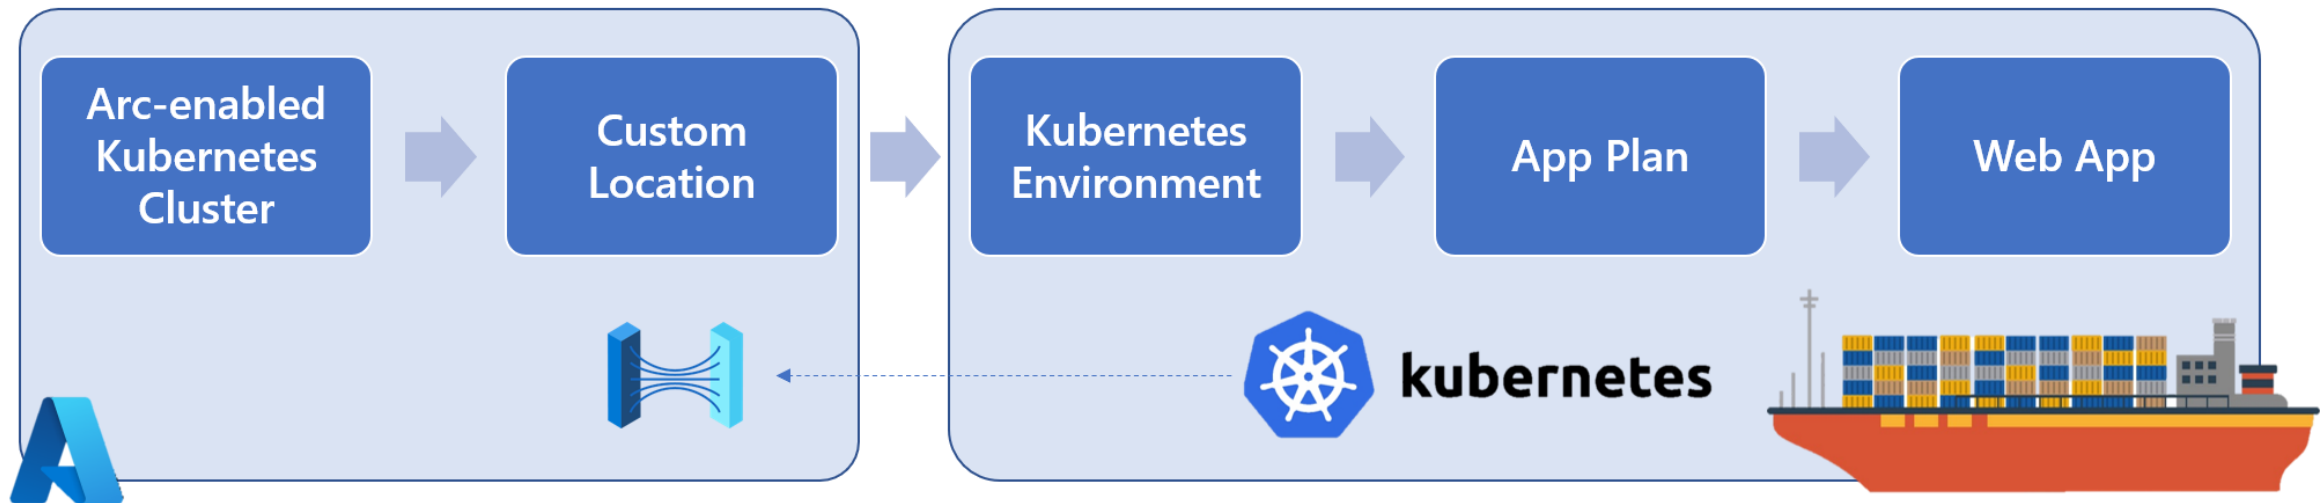 Arc-enabled
Kubernetes
Cluster
Custom
Location
Kubernetes
Environment
App Plan
Web App
kubernetes